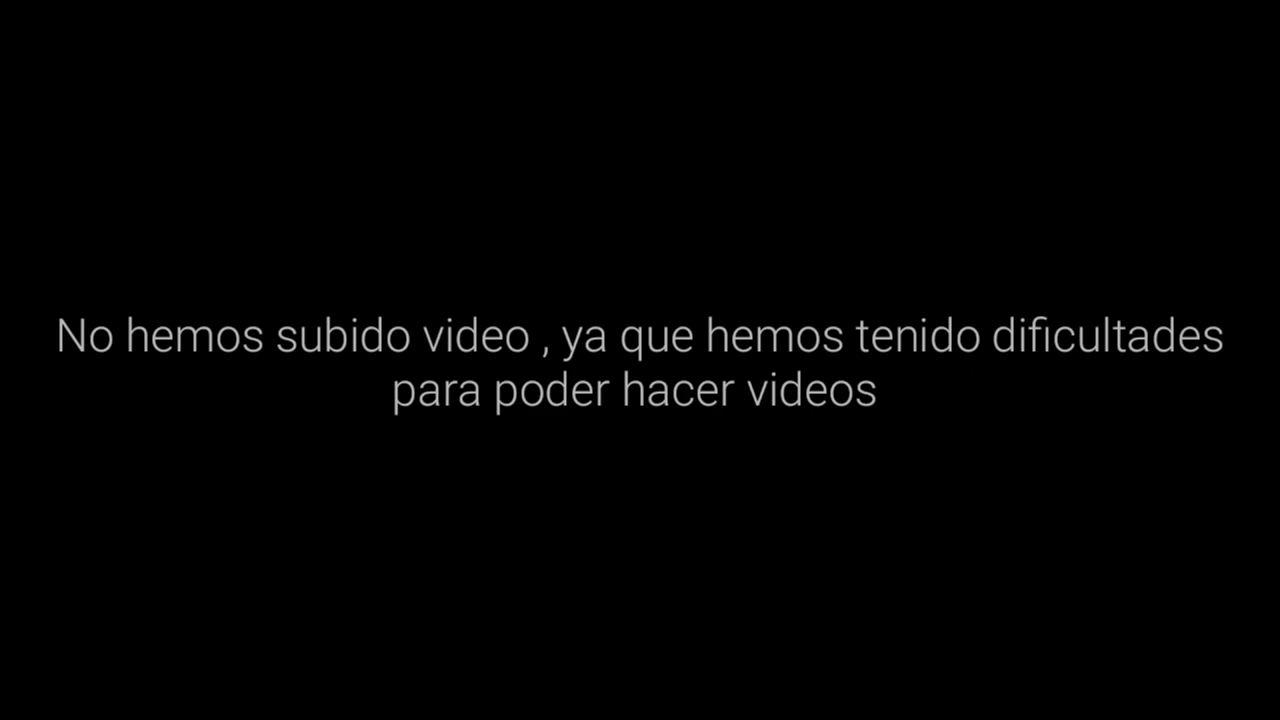 No hemos subido video , ya que hemos tenido dificultades
para poder hacer videos